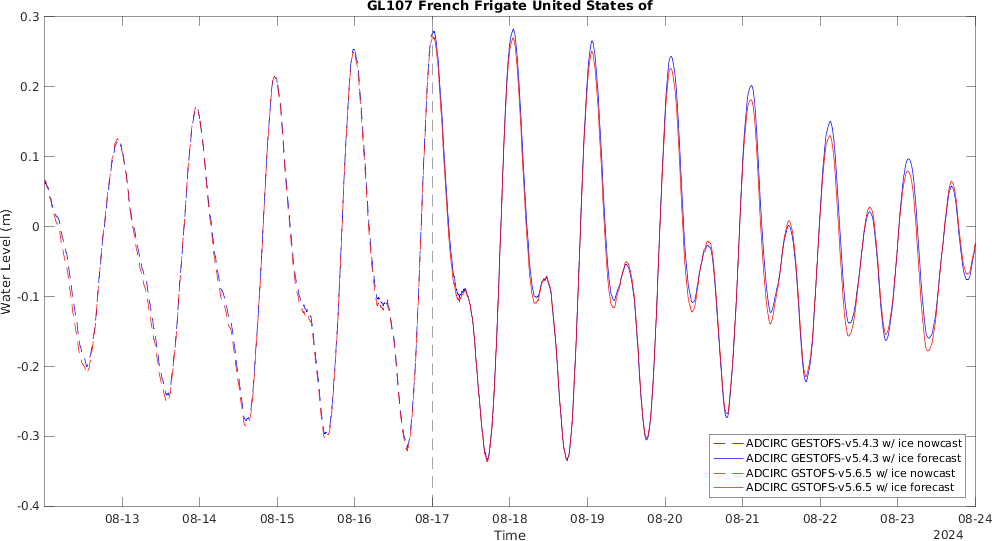 GL107 French Frigate United States of
0.3
0.2
0.1
0
-0.1
-0.2
-0.3
-0.4
Water Level (m)
ADCIRC GESTOFS-v5.4.3 w/ ice nowcast
ADCIRC GESTOFS-v5.4.3 w/ ice forecast
ADCIRC GSTOFS-v5.6.5 w/ ice nowcast
ADCIRC GSTOFS-v5.6.5 w/ ice forecast
08-13 08-14 08-15 08-16 08-17 08-18 08-19 08-20 08-21 08-22 08-23 08-24
Time
2024